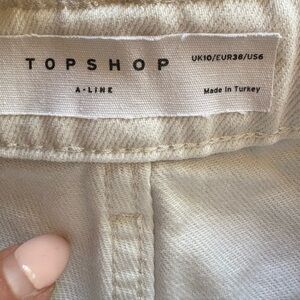 TOPSHOP
A-LINE
UK10/EUR38/US6
Made in Turkey